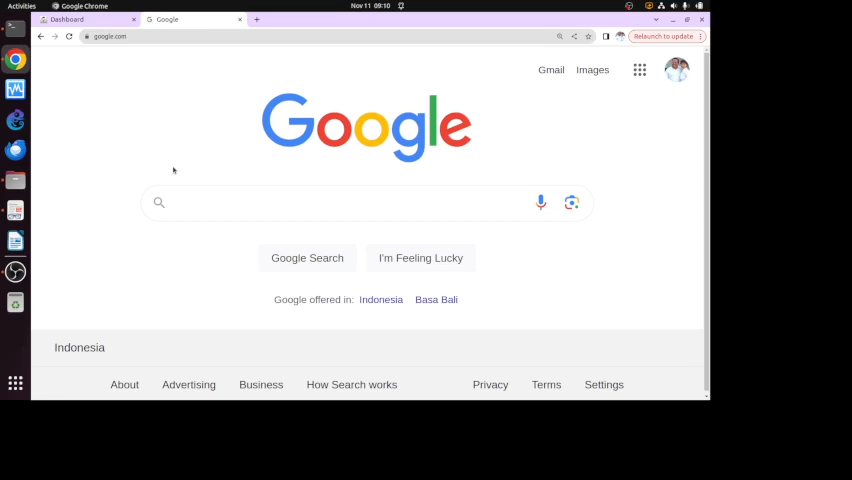 Activities
Google Chrome
Nov 11 09:10
Dashboard
Google
google.com
Relaunch to update
Gmail
Images
Google
Google Search
I'm Feeling Lucky
Google offered in: Indonesia Basa Bali
Indonesia
About
Advertising
Business
How Search works
Privacy
Terms
Settings